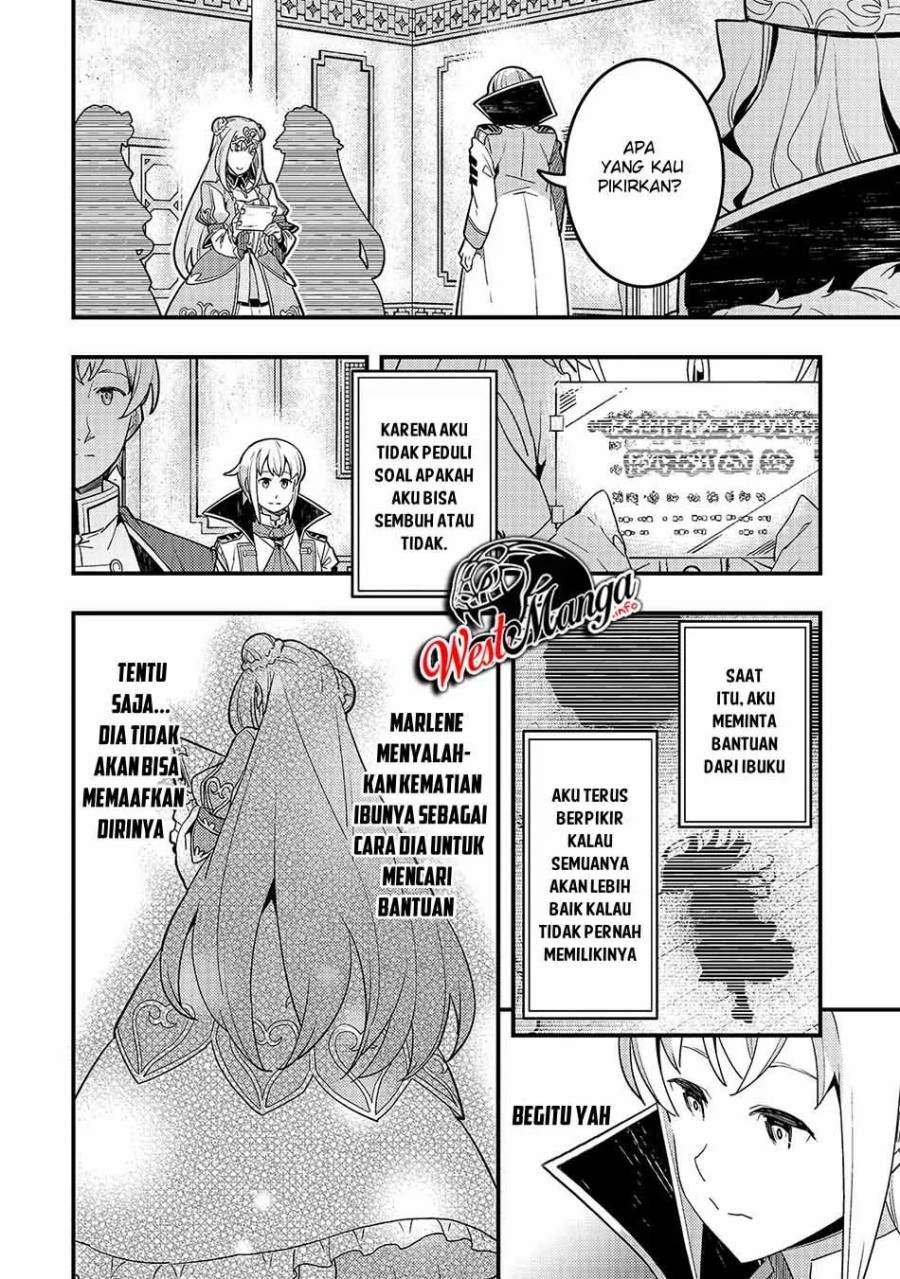 APA
YANG KAU
PIKIRKAN?
KARENA AKU
TIDAK PEDULI
SOAL APAKAH
AKU BISA
SEMBUH ATAU
TIDAK.
WestManga
.info
SAAT
ITU, AKU
MEMINTA
BANTUAN
DARI IBUKU
AKU TERUS
BERPIKIR
KALAU
SEMUANYA
AKAN LEBIH
BAIK KALAU
TIDAK PERNAH
MEMILIKINYA
BEGITU YAH
MARLENE
MENYALAH-
KAN KEMATIAN
IBUNYA SEBAGAI
CARA DIA UNTUK
MENCARI
BANTUAN
TENTU
SAJA...
DIA TIDAK
AKAN BISA
MEMAAFKAN
DIRINYA